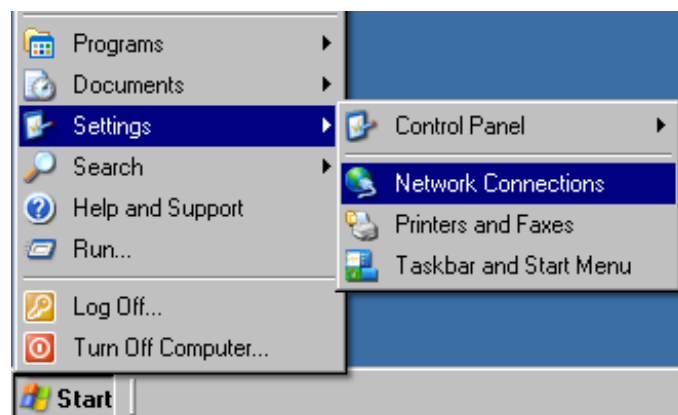 Programs
Documents
Settings
Search
Help and Support
Run...
Log Off...
Turn Off Computer...
Control Panel
Network Connections
Printers and Faxes
Taskbar and Start Menu
Start